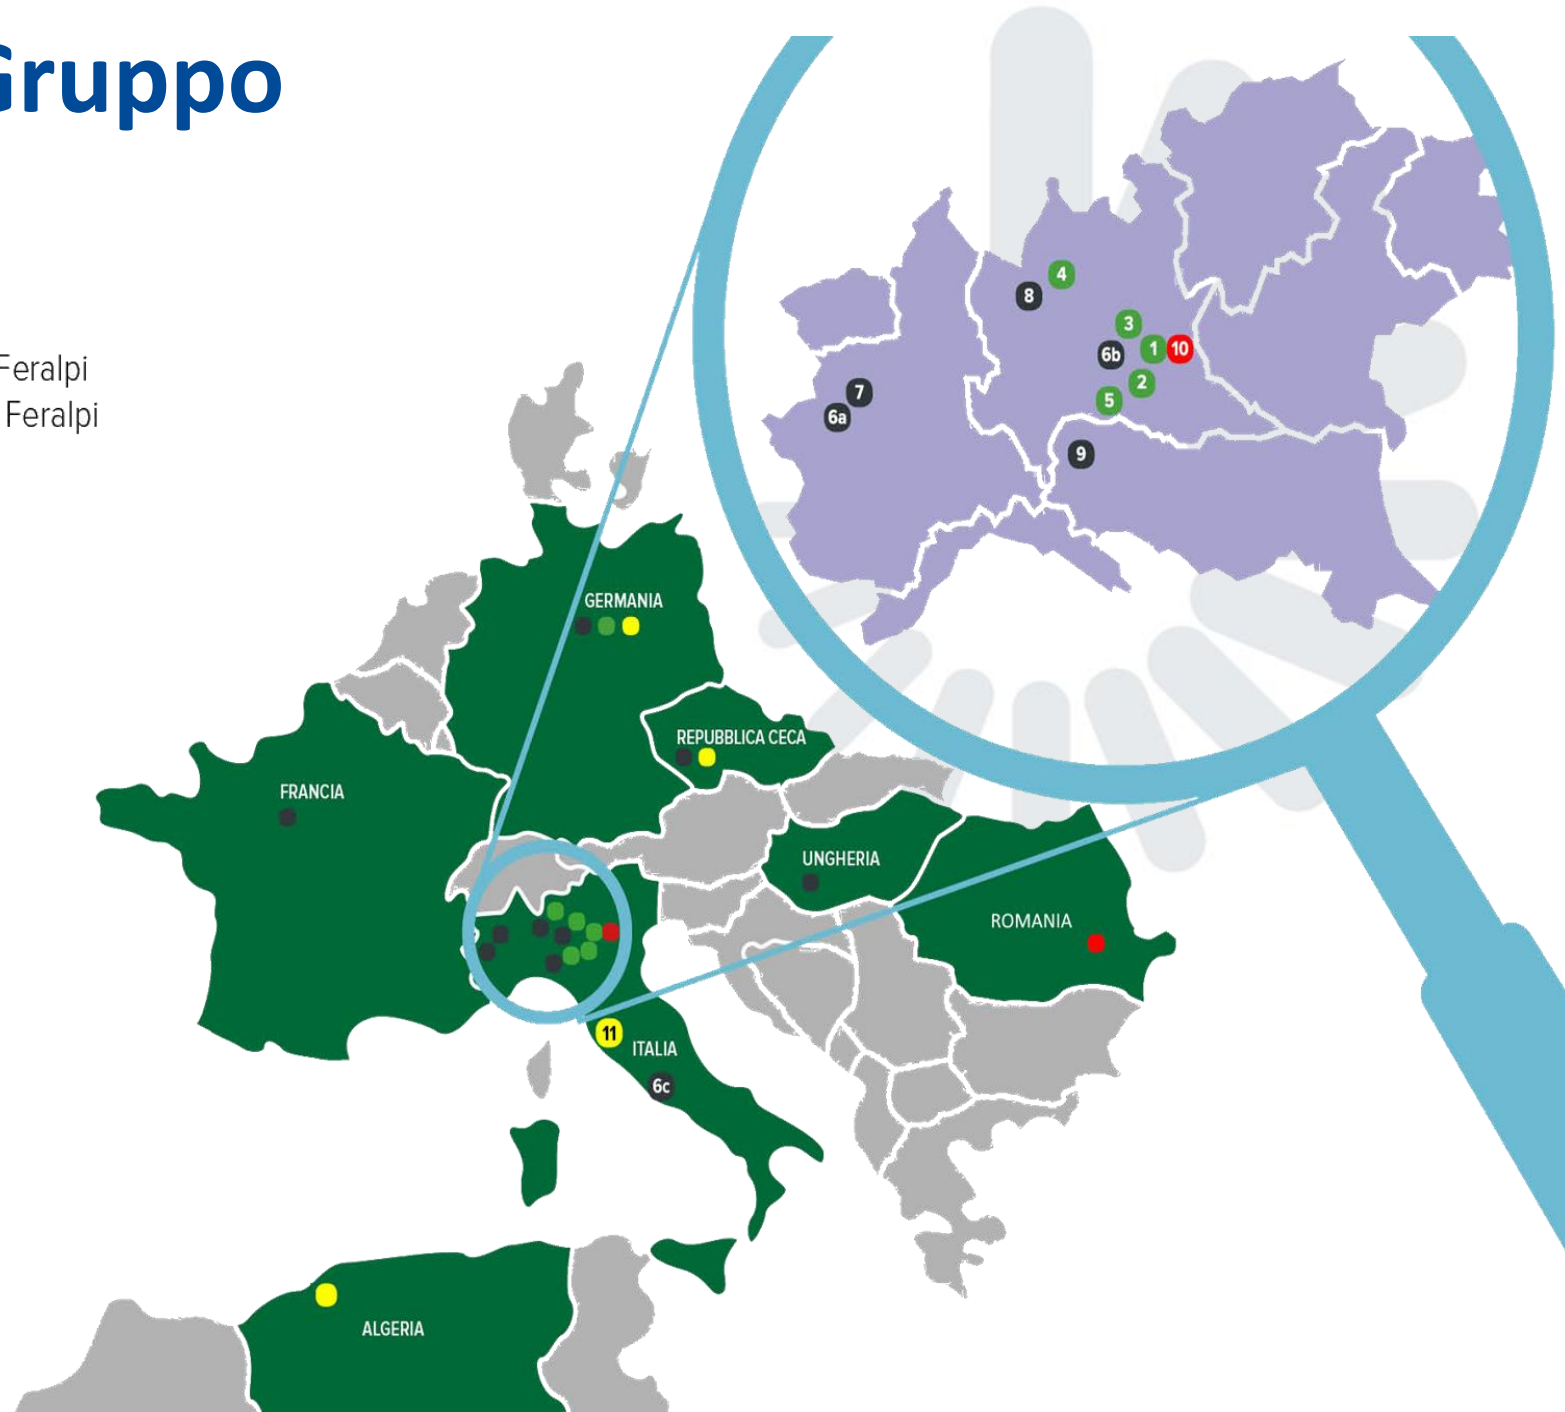 Gruppo
Feralpi
Feralpi
4
8
3
1
10
6b
2
5
7
6a
9
GERMANIA
REPUBBLICA CECA
FRANCIA
UNGHERIA
ROMANIA
11
ITALIA
6c
ALGERIA